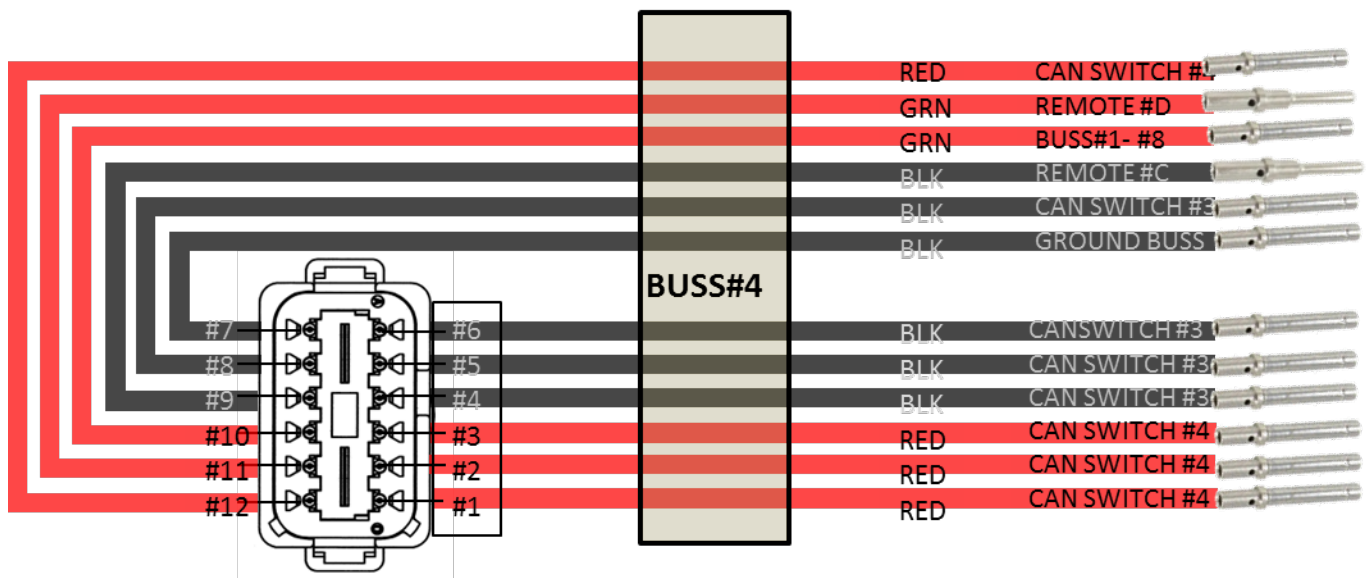 RED CAN SWITCH #4
GRN REMOTE #D
GRN BUSS#1- #8
BLK REMOTE #C
BLK CAN SWITCH #3
BLK GROUND BUSS
BUSS#4
#7 #6 BLK CANSWITCH #3
#8 #5 BLK CAN SWITCH #3
#9 #4 BLK CAN SWITCH #3
#10 #3 RED CAN SWITCH #4
#11 #2 RED CAN SWITCH #4
#12 #1 RED CAN SWITCH #4